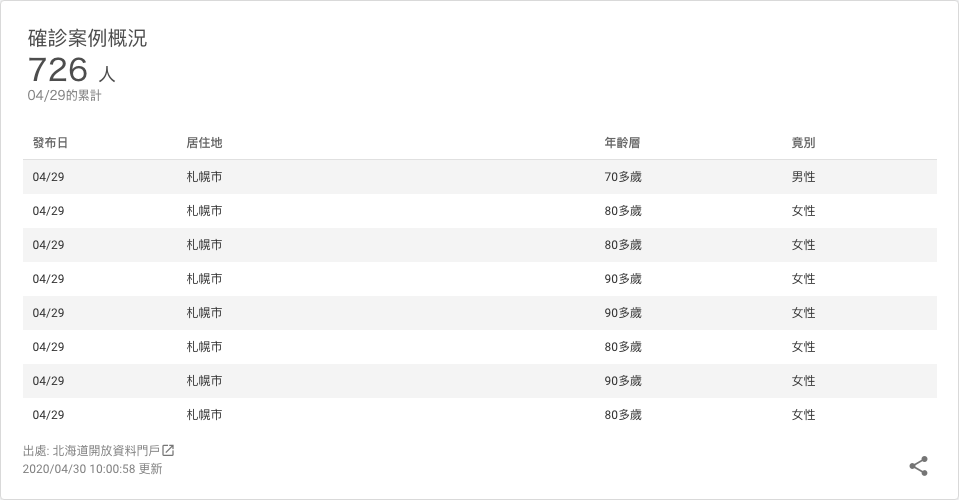 確診案例概況
726 人
04/29的累計
發布日 居住地 年齡層 竟別
04/29 札幌市 70多歲 男性
04/29 札幌市 80多歲 女性
04/29 札幌市 80多歲 女性
04/29 札幌市 90多歲 女性
04/29 札幌市 90多歲 女性
04/29 札幌市 80多歲 女性
04/29 札幌市 90多歲 女性
04/29 札幌市 80多歲 女性
出處: 北海道開放資料門戶
2020/04/30 10:00:58 更新